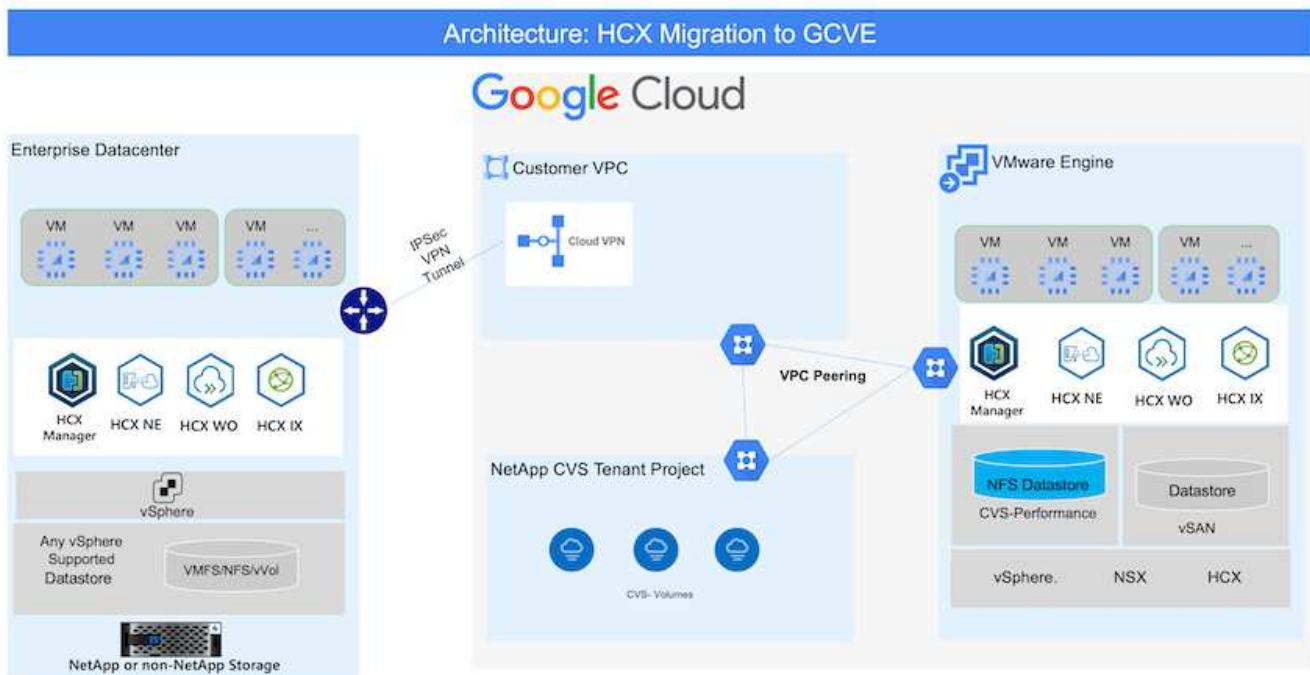 Architecture: HCX Migration to GCVE
Google Cloud
Enterprise Datacenter
VM VM VM VM ...
HCX
Manager
HCX NE
HCX WO
HCX IX
vSphere
Any vSphere
Supported
Datastore
VMFS/NFS/vVol
NetApp or non-NetApp Storage
IPSec
VPN
Tunnel
Customer VPC
Cloud VPN
VPC Peering
NetApp CVS Tenant Project
CVS- Volumes
VMware Engine
VM VM VM VM ...
HCX
Manager
HCX NE
HCX WO
HCX IX
NFS Datastore
CVS-Performance
Datastore
vSAN
vSphere. NSX HCX